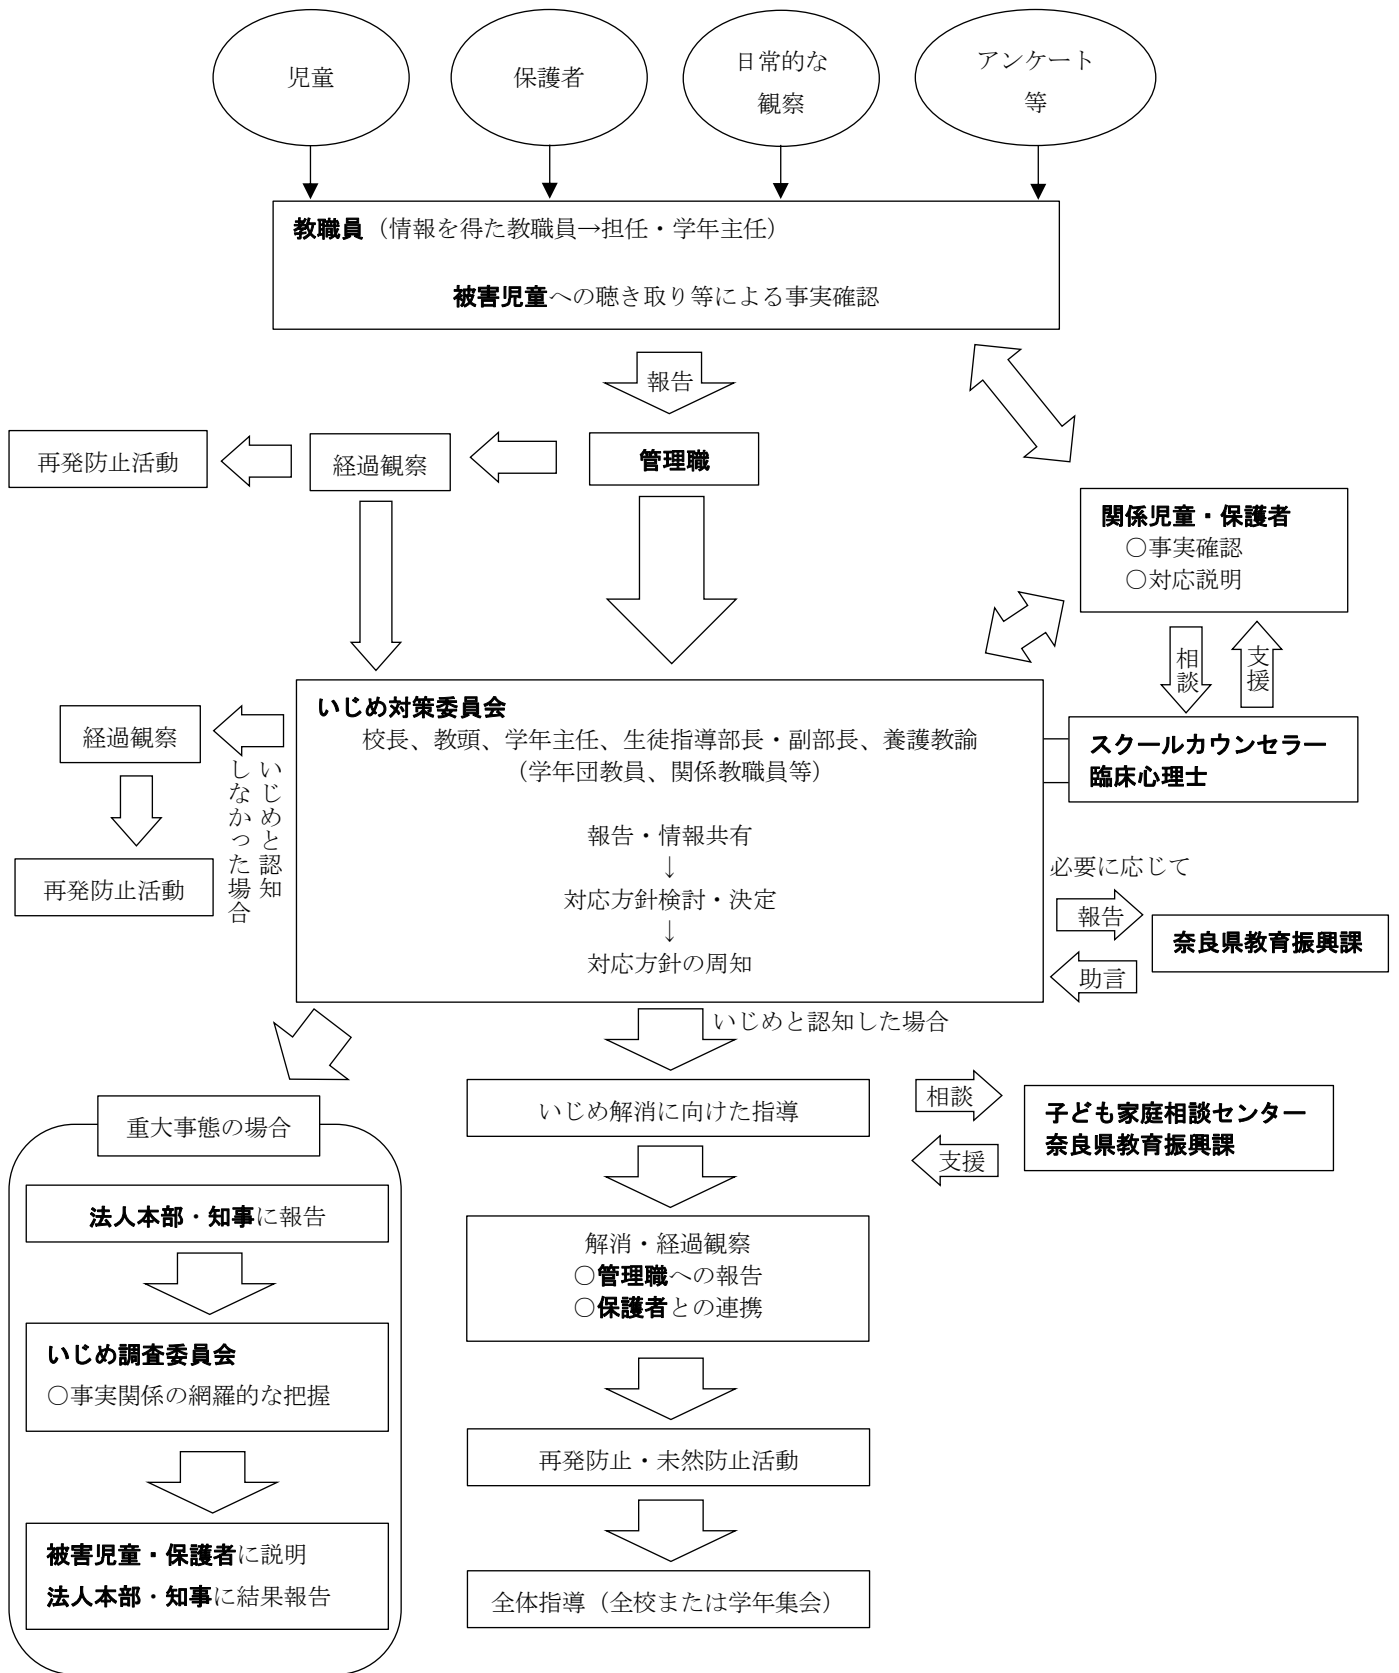 児童
保護者
日常的な
観察
アンケート
等
教職員（情報を得た教職員→担任・学年主任）
被害児童への聴き取り等による事実確認
報告
再発防止活動
経過観察
管理職
関係児童・保護者
○事実確認
○対応説明
相談
支援
いじめ対策委員会
校長、教頭、学年主任、生徒指導部長・副部長、養護教諭
（学年団教員、関係教職員等）
報告・情報共有
↓
対応方針検討・決定
↓
対応方針の周知
スクールカウンセラー
臨床心理士
経過観察
いじめと認知
しなかった場合
再発防止活動
必要に応じて
報告
奈良県教育振興課
助言
いじめと認知した場合
いじめ解消に向けた指導
相談
支援
子ども家庭相談センター
奈良県教育振興課
重大事態の場合
法人本部・知事に報告
解消・経過観察
○管理職への報告
○保護者との連携
いじめ調査委員会
○事実関係の網羅的な把握
再発防止・未然防止活動
被害児童・保護者に説明
法人本部・知事に結果報告
全体指導（全校または学年集会）